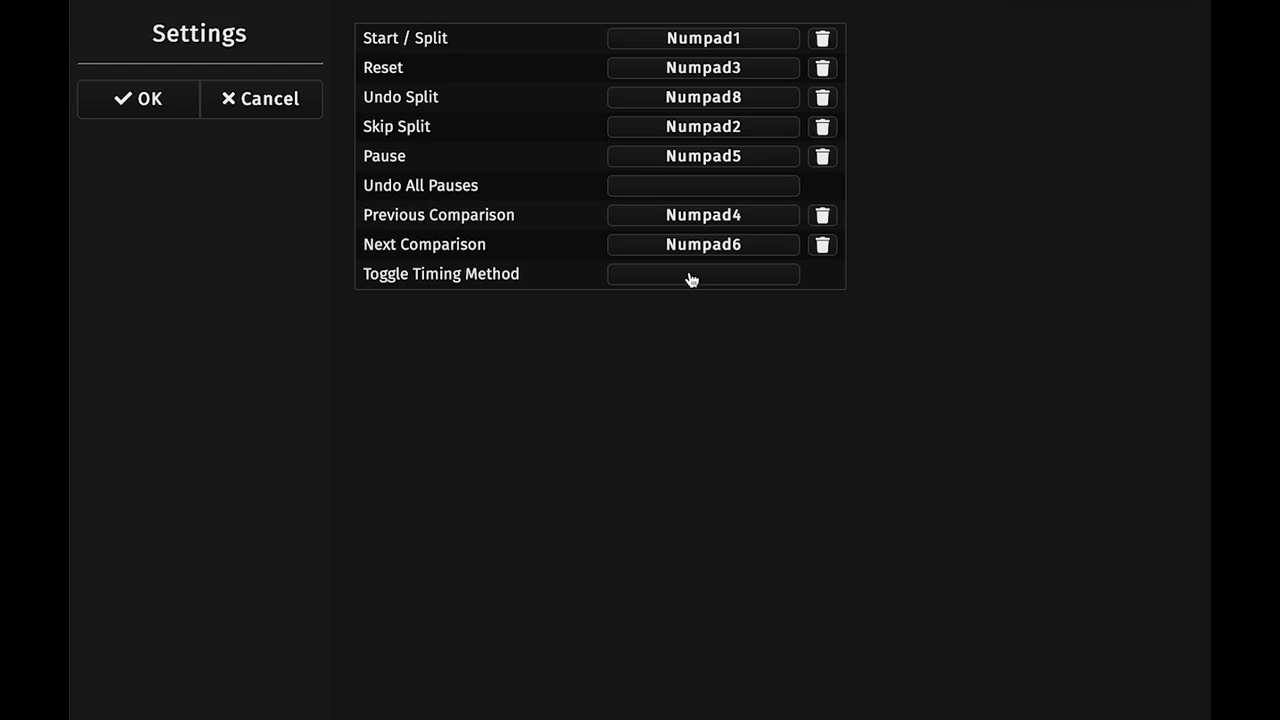 Settings
OK Cancel
Start / Split Numpad1
Reset Numpad3
Undo Split Numpad8
Skip Split Numpad2
Pause Numpad5
Undo All Pauses
Previous Comparison Numpad4
Next Comparison Numpad6
Toggle Timing Method